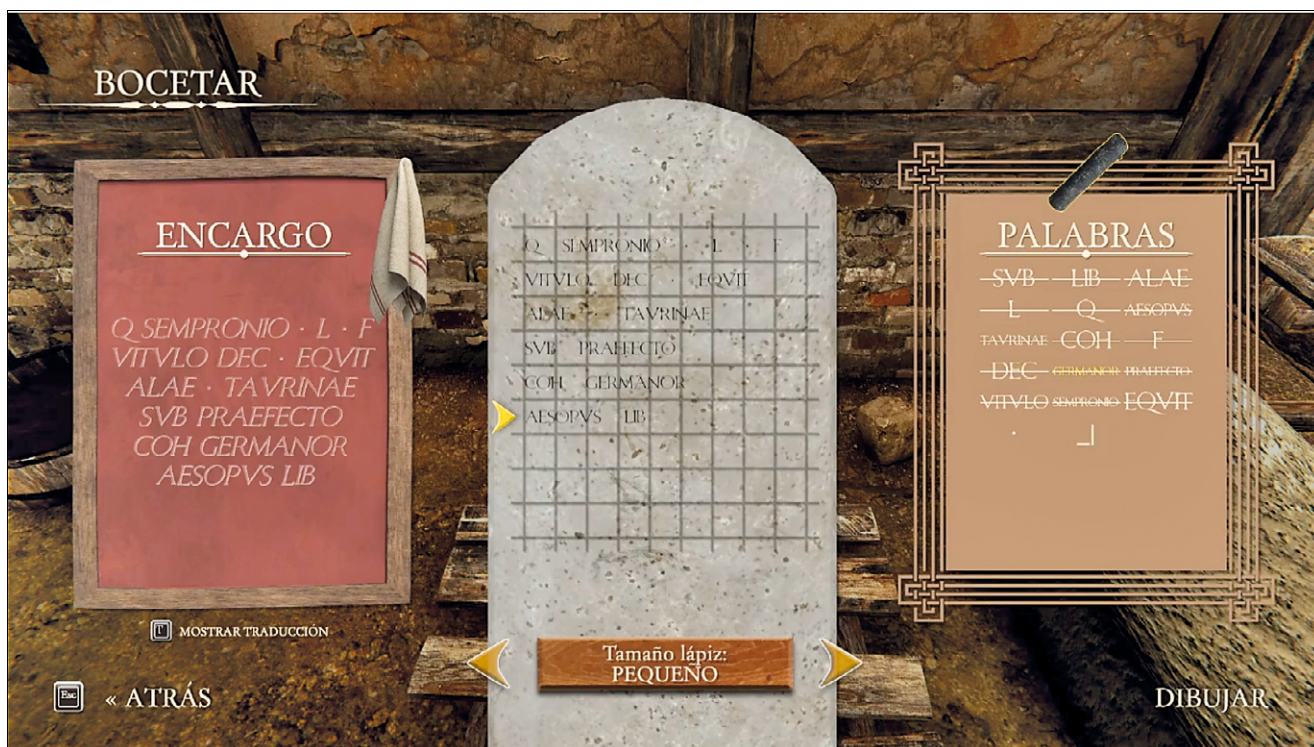 BOCETAR
ENCARGO
Q SEMPRONIO · L · F
VITVLO DEC · EQVIT
ALAE · TAVRINAE
SVB PRAEFECTO
COH GERMANOR
AESOPVS LIB
T MOSTRAR TRADUCCIÓN
Esc « ATRÁS
Q SEMPRONIO · L · F
VITVLO DEC · EQVIT
ALAE · TAVRINAE
SVB PRAEFECTO
COH GERMANOR
AESOPVS LIB
Tamaño lápiz:
PEQUEÑO
PALABRAS
SVB LIB ALAE
L Q AESOPVS
TAVRINAE COH F
DEC GERMANOR PRAEFECTO
VITVLO SEMPRONIO EQVIT
·
DIBUJAR